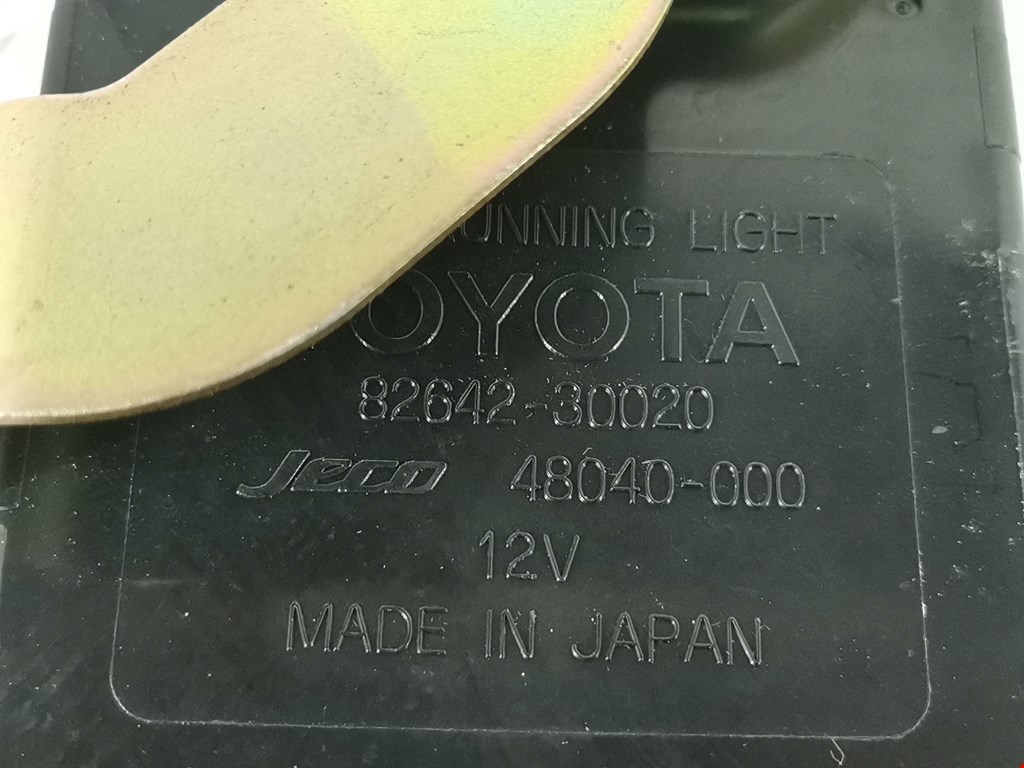 UNNING LIGHT
OYOTA
82642-30020
Jeco 48040-000
12V
MADE IN JAPAN